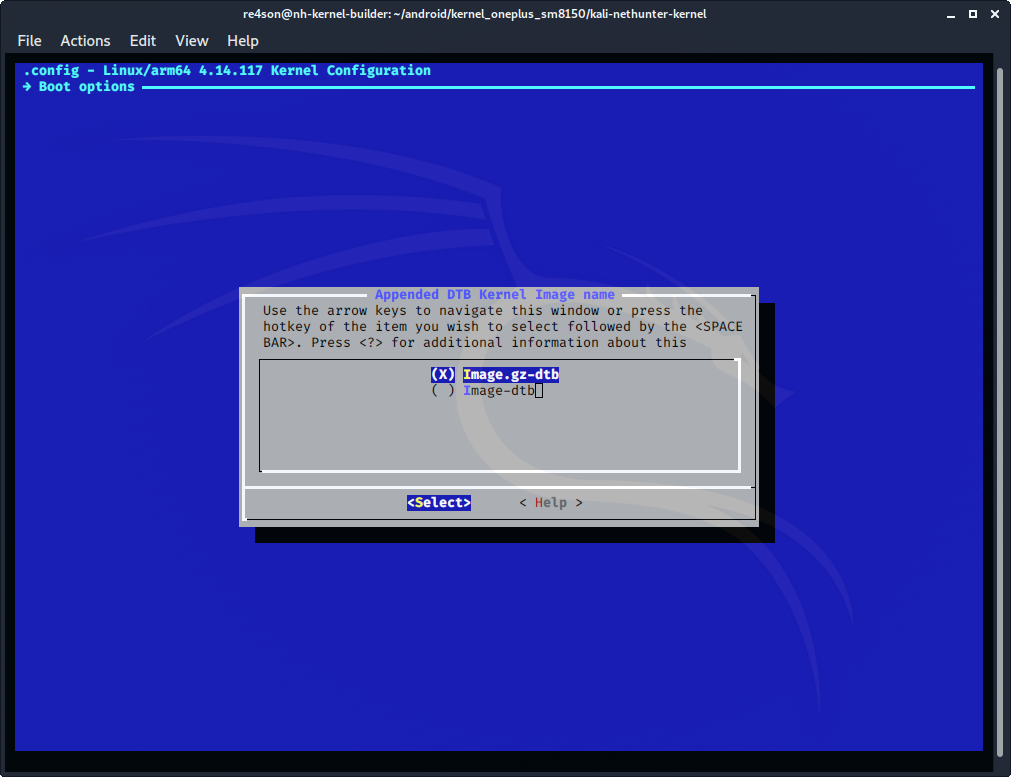 re4son@nh-kernel-builder: ~/android/kernel_oneplus_sm8150/kali-nethunter-kernel
File Actions Edit View Help
.config - Linux/arm64 4.14.117 Kernel Configuration
→ Boot options
Appended DTB Kernel Image name
Use the arrow keys to navigate this window or press the
hotkey of the item you wish to select followed by the <SPACE
BAR>. Press <?> for additional information about this
(X) Image.gz-dtb
( ) Image-dtb
<Select> < Help >